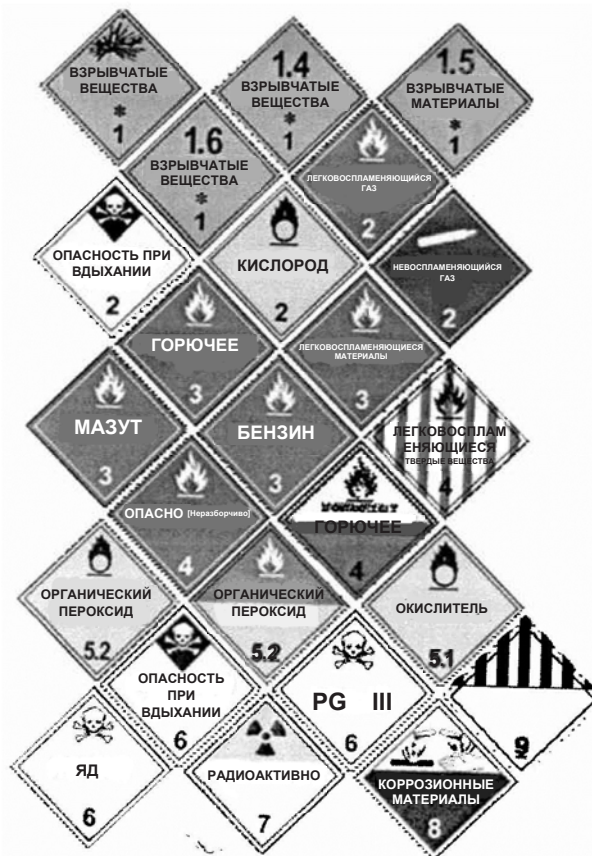 ВЗРЫВЧАТЫЕ
ВЕЩЕСТВА
*
1
1.4
ВЗРЫВЧАТЫЕ
ВЕЩЕСТВА
*
1
1.5
ВЗРЫВЧАТЫЕ
МАТЕРИАЛЫ
*
1
1.6
ВЗРЫВЧАТЫЕ
ВЕЩЕСТВА
*
1
ЛЕГКОВОСПЛАМЕНЯЮЩИЙСЯ
ГАЗ
2
ОПАСНОСТЬ ПРИ
ВДЫХАНИИ
2
КИСЛОРОД
2
НЕВОСПЛАМЕНЯЮЩИЙСЯ
ГАЗ
2
ГОРЮЧЕЕ
3
ЛЕГКОВОСПЛАМЕНЯЮЩИЕСЯ
МАТЕРИАЛЫ
3
МАЗУТ
3
БЕНЗИН
3
ЛЕГКОВОСПЛАМ
ЕНЯЮЩИЕСЯ
ТВЕРДЫЕ ВЕЩЕСТВА
4
ОПАСНО [Неразборчиво]
4
ГОРЮЧЕЕ
4
ОРГАНИЧЕСКИЙ
ПЕРОКСИД
5.2
ОРГАНИЧЕСКИЙ
ПЕРОКСИД
5.2
ОКИСЛИТЕЛЬ
5.1
ОПАСНОСТЬ
ПРИ
ВДЫХАНИИ
6
PG III
6
9
ЯД
6
РАДИОАКТИВНО
7
КОРРОЗИОННЫЕ
МАТЕРИАЛЫ
8